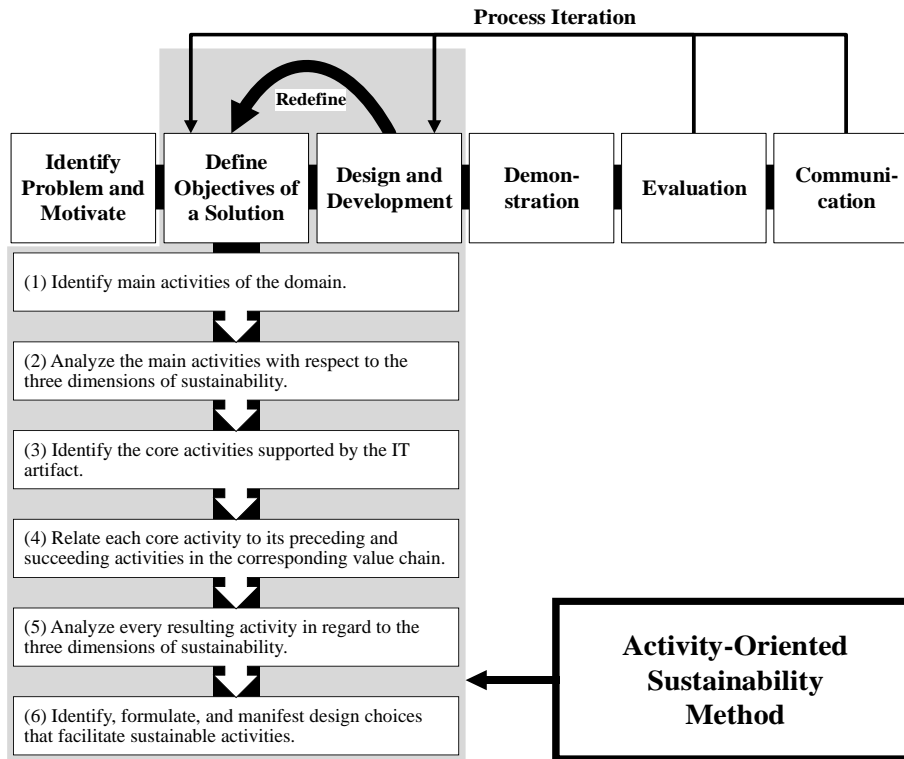 Process Iteration
Redefine
Identify
Problem and
Motivate
Define
Objectives of
a Solution
Design and
Development
Demon-
stration
Evaluation
Communi-
cation
(1) Identify main activities of the domain.
(2) Analyze the main activities with respect to the
three dimensions of sustainability.
(3) Identify the core activities supported by the IT
artifact.
(4) Relate each core activity to its preceding and
succeeding activities in the corresponding value chain.
(5) Analyze every resulting activity in regard to the
three dimensions of sustainability.
(6) Identify, formulate, and manifest design choices
that facilitate sustainable activities.
Activity-Oriented
Sustainability
Method